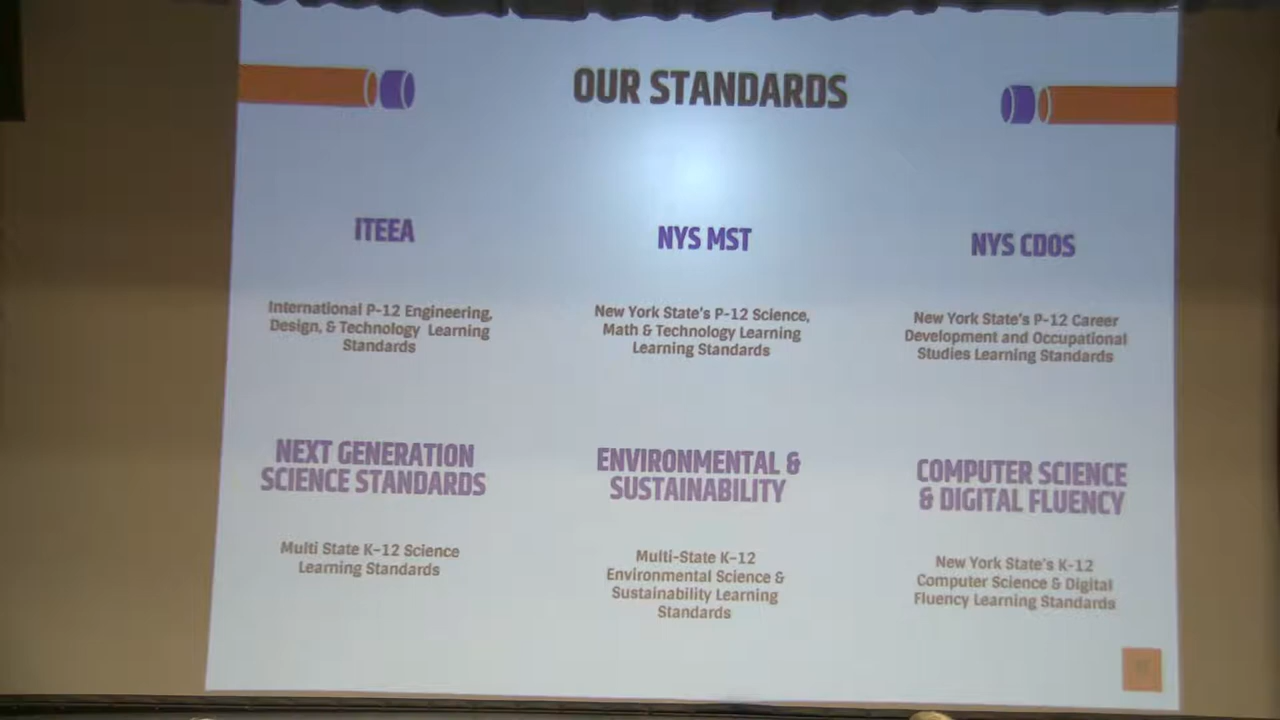 OUR STANDARDS
ITEEA
International P-12 Engineering,
Design, & Technology Learning
Standards
NYS MST
New York State's P-12 Science,
Math & Technology Learning
Learning Standards
NYS CDOS
New York State's P-12 Career
Development and Occupational
Studies Learning Standards
NEXT GENERATION
SCIENCE STANDARDS
Multi State K-12 Science
Learning Standards
ENVIRONMENTAL &
SUSTAINABILITY
Multi-State K-12
Environmental Science &
Sustainability Learning
Standards
COMPUTER SCIENCE
& DIGITAL FLUENCY
New York State's K-12
Computer Science & Digital
Fluency Learning Standards